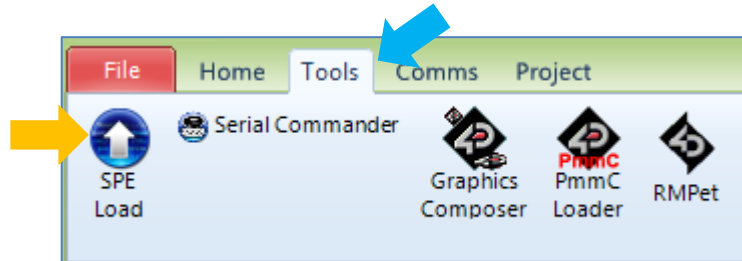 File Home Tools Comms Project
Serial Commander
SPE
Load
Graphics
Composer
PmmC
PmmC
Loader
RMPet